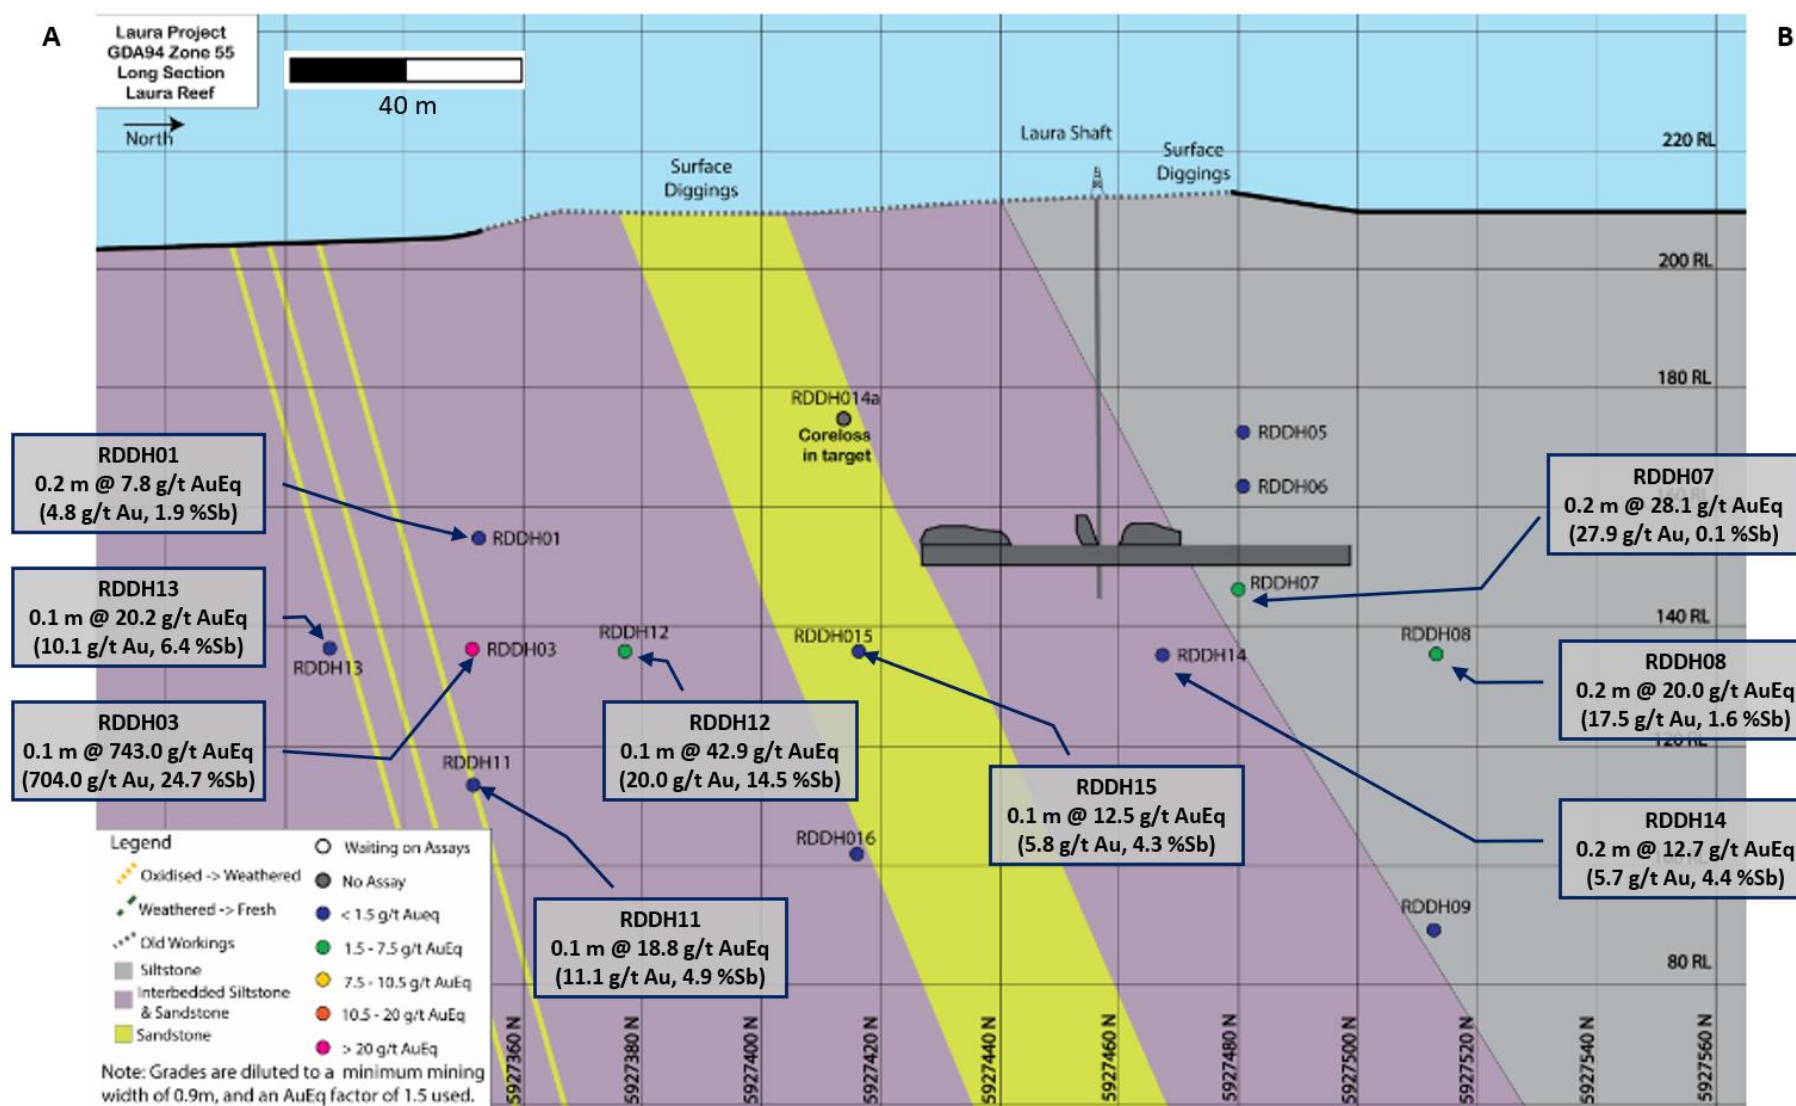 A
B
Laura Project
GDA94 Zone 55
Long Section
Laura Reef
North
40 m
Surface
Diggings
Laura Shaft
Surface
Diggings
220 RL
200 RL
180 RL
160 RL
140 RL
120 RL
100 RL
80 RL
RDDH014a
Coreloss
in target
RDDH05
RDDH06
RDDH01
0.2 m @ 7.8 g/t AuEq
(4.8 g/t Au, 1.9 %Sb)
RDDH01
RDDH07
0.2 m @ 28.1 g/t AuEq
(27.9 g/t Au, 0.1 %Sb)
RDDH07
RDDH13
0.1 m @ 20.2 g/t AuEq
(10.1 g/t Au, 6.4 %Sb)
RDDH13
RDDH03
RDDH12
RDDH015
RDDH14
RDDH08
RDDH08
0.2 m @ 20.0 g/t AuEq
(17.5 g/t Au, 1.6 %Sb)
RDDH03
0.1 m @ 743.0 g/t AuEq
(704.0 g/t Au, 24.7 %Sb)
RDDH12
0.1 m @ 42.9 g/t AuEq
(20.0 g/t Au, 14.5 %Sb)
RDDH11
RDDH15
0.1 m @ 12.5 g/t AuEq
(5.8 g/t Au, 4.3 %Sb)
RDDH14
0.2 m @ 12.7 g/t AuEq
(5.7 g/t Au, 4.4 %Sb)
RDDH016
RDDH09
RDDH11
0.1 m @ 18.8 g/t AuEq
(11.1 g/t Au, 4.9 %Sb)
Legend
Oxidised -> Weathered
Weathered -> Fresh
Old Workings
Siltstone
Interbedded Siltstone
& Sandstone
Sandstone
Waiting on Assays
No Assay
< 1.5 g/t Aueq
1.5 - 7.5 g/t AuEq
7.5 - 10.5 g/t AuEq
10.5 - 20 g/t AuEq
> 20 g/t AuEq
Note: Grades are diluted to a minimum mining
width of 0.9m, and an AuEq factor of 1.5 used.
5927360 N
5927380 N
5927400 N
5927420 N
5927440 N
5927460 N
5927480 N
5927500 N
5927520 N
5927540 N
5927560 N